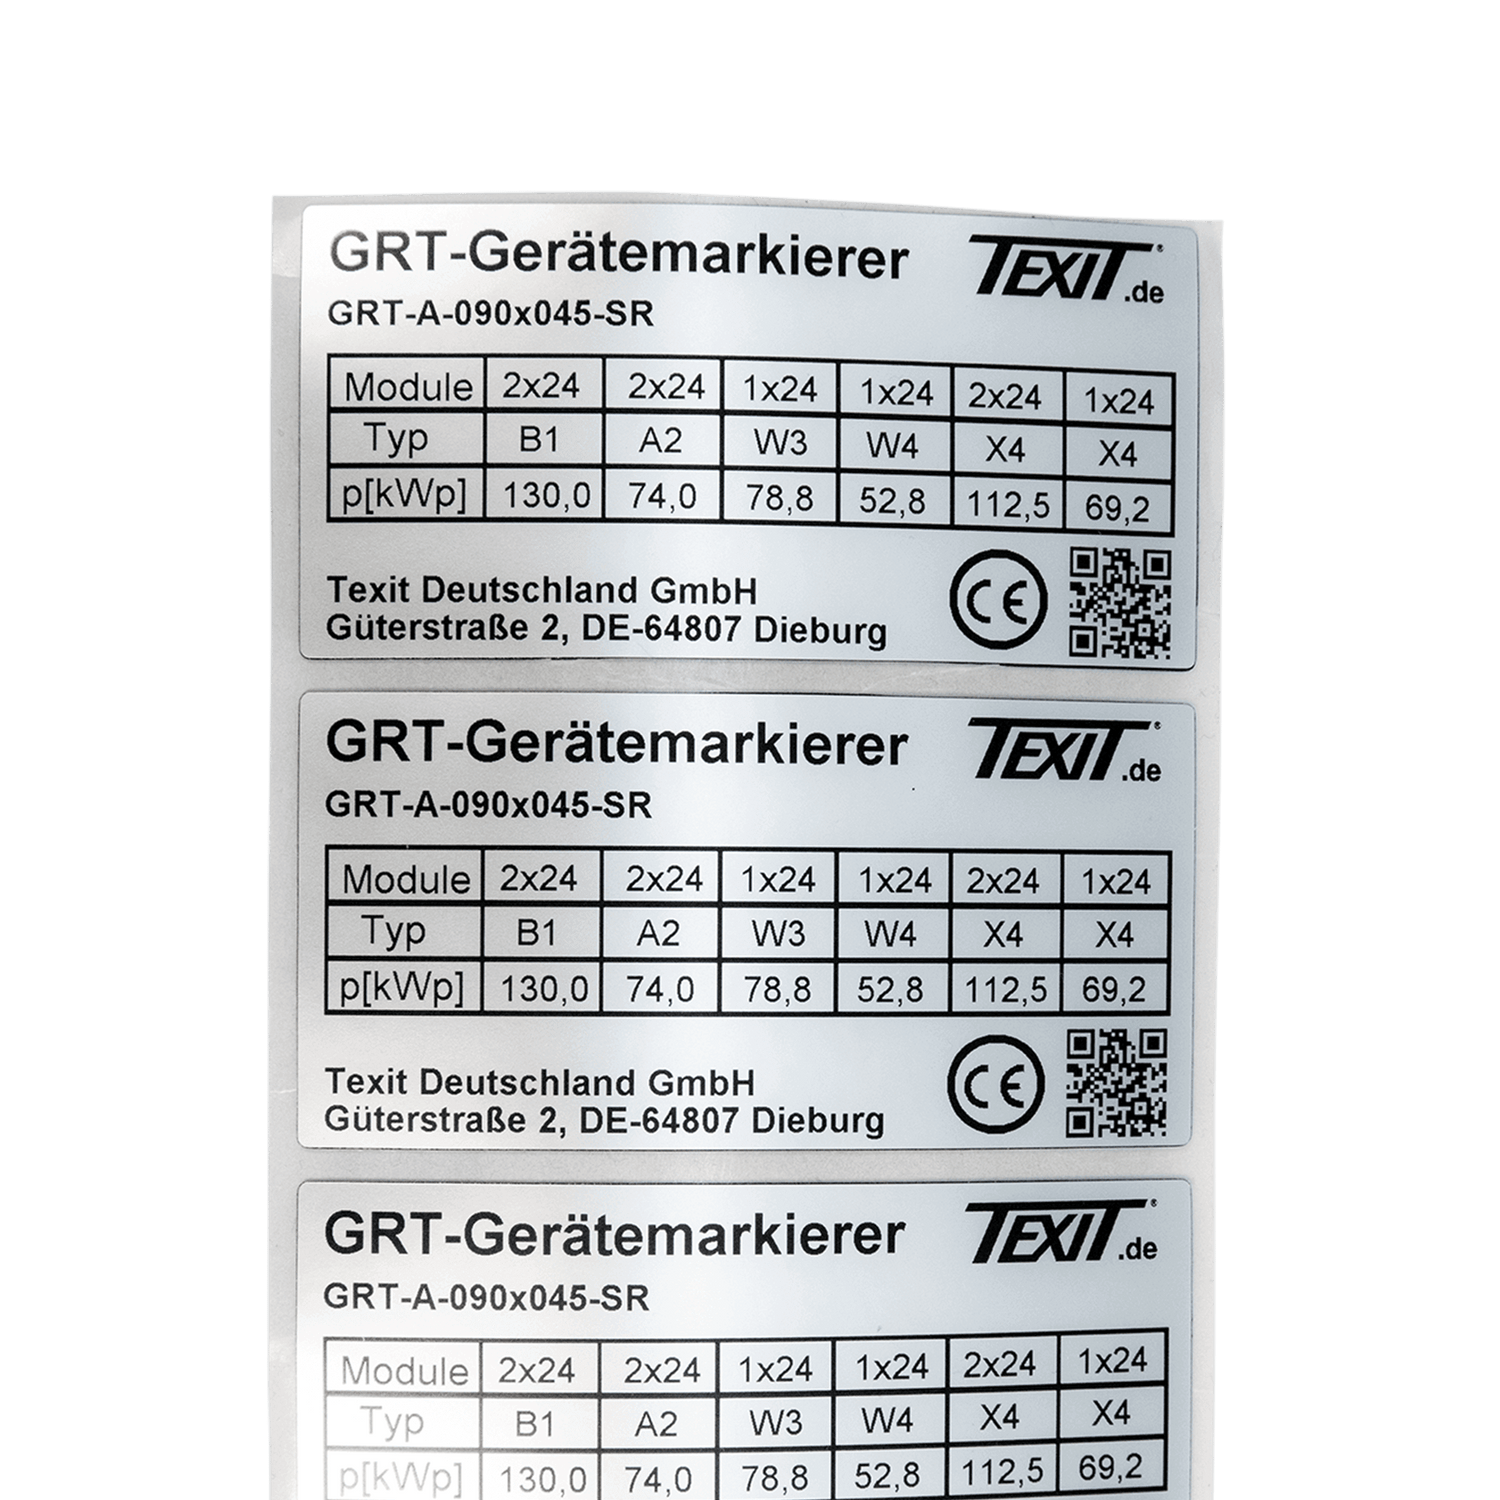 GRT-Gerätemarkierer TEXIT®.de
GRT-A-090x045-SR
Module 2x24 2x24 1x24 1x24 2x24 1x24
Typ B1 A2 W3 W4 X4 X4
p[kWp] 130,0 74,0 78,8 52,8 112,5 69,2
Texit Deutschland GmbH
Güterstraße 2, DE-64807 Dieburg
CE
GRT-Gerätemarkierer TEXIT®.de
GRT-A-090x045-SR
Module 2x24 2x24 1x24 1x24 2x24 1x24
Typ B1 A2 W3 W4 X4 X4
p[kWp] 130,0 74,0 78,8 52,8 112,5 69,2
Texit Deutschland GmbH
Güterstraße 2, DE-64807 Dieburg
CE
GRT-Gerätemarkierer TEXIT®.de
GRT-A-090x045-SR
Module 2x24 2x24 1x24 1x24 2x24 1x24
Typ B1 A2 W3 W4 X4 X4
p[kWp] 130,0 74,0 78,8 52,8 112,5 69,2